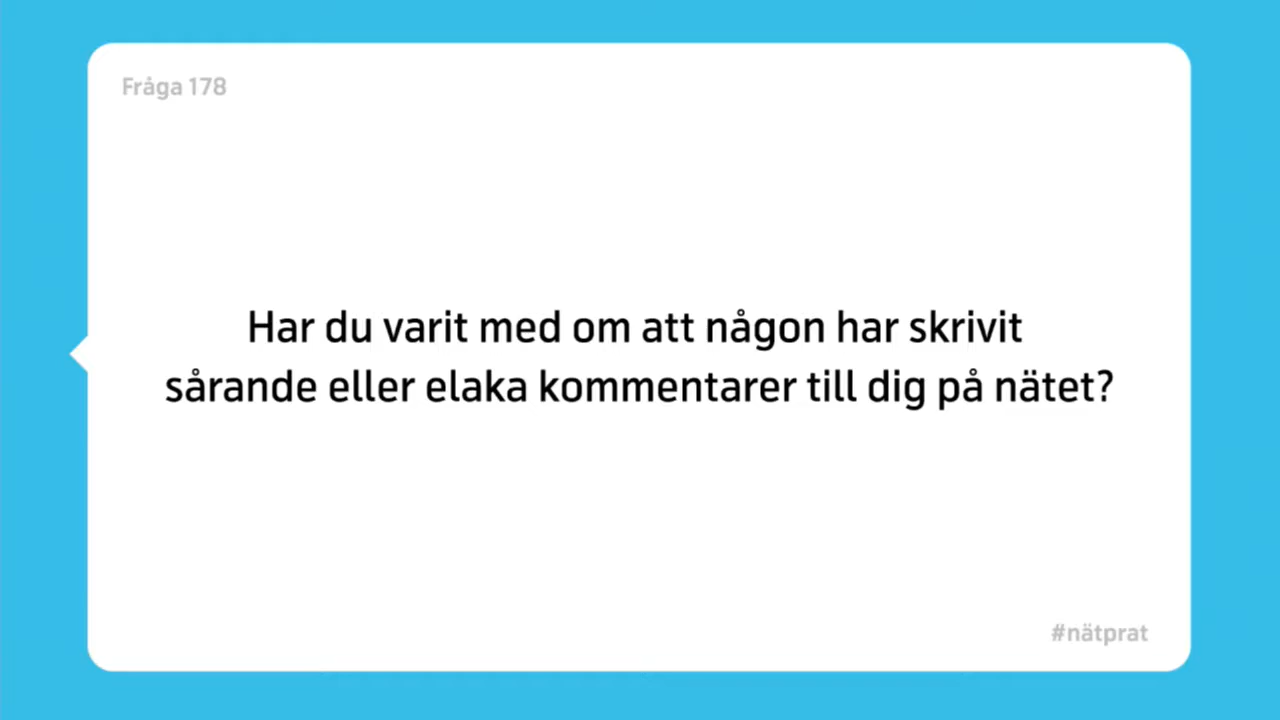 Fråga 178
Har du varit med om att någon har skrivit
sårande eller elaka kommentarer till dig på nätet?
#nätprat